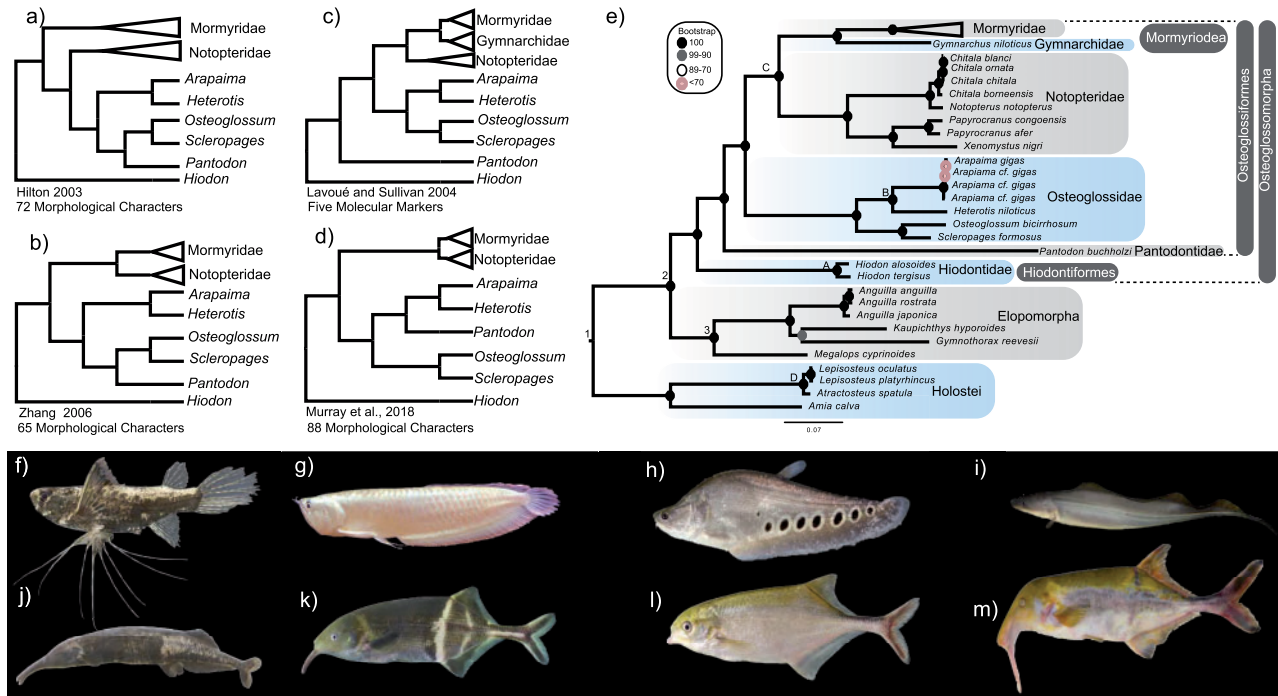 a)
Mormyridae
Notopteridae
Arapaima
Heterotis
Osteoglossum
Scleropages
Pantodon
Hiodon
Hilton 2003
72 Morphological Characters
b)
Mormyridae
Notopteridae
Arapaima
Heterotis
Osteoglossum
Scleropages
Pantodon
Hiodon
Zhang 2006
65 Morphological Characters
c)
Mormyridae
Gymnarchidae
Notopteridae
Arapaima
Heterotis
Osteoglossum
Scleropages
Pantodon
Hiodon
Lavoué and Sullivan 2004
Five Molecular Markers
d)
Mormyridae
Notopteridae
Arapaima
Heterotis
Pantodon
Osteoglossum
Scleropages
Hiodon
Murray et al., 2018
88 Morphological Characters
e)
Bootstrap
100
99-90
89-70
<70
Mormyridae
Gymnarchus niloticus Gymnarchidae
Mormyriodea
C
Chitala blanci
Chitala ornata
Chitala chitala
Chitala borneensis
Notopterus notopterus
Papyrocranus congoensis
Papyrocranus afer
Xenomystus nigri
Notopteridae
Arapaima gigas
Arapiama cf. gigas
Arapiama cf. gigas
Arapiama cf. gigas
B
Heterotis niloticus
Osteoglossum bicirrhosum
Scleropages formosus
Osteoglossidae
Pantodon buchholzi Pantodontidae
Osteoglossiformes
Osteoglossomorpha
A
Hiodon alosoides
Hiodon tergisus
Hiodontidae
Hiodontiformes
2
1
3
Anguilla anguilla
Anguilla rostrata
Anguilla japonica
Kaupichthys hyporoides
Gymnothorax reevesii
Megalops cyprinoides
Elopomorpha
D
Lepisosteus oculatus
Lepisosteus platyrhincus
Atractosteus spatula
Amia calva
Holostei
0.07
f)
g)
h)
i)
j)
k)
l)
m)